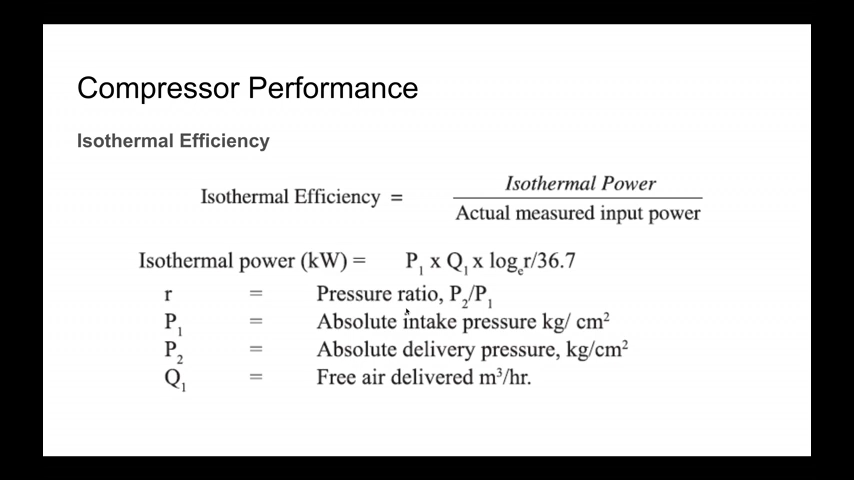 Compressor Performance
Isothermal Efficiency
Isothermal Efficiency = Isothermal Power
Actual measured input power
Isothermal power (kW) = P₁ x Q₁ x logₑr/36.7
r = Pressure ratio, P₂/P₁
P₁ = Absolute intake pressure kg/ cm²
P₂ = Absolute delivery pressure, kg/cm²
Q₁ = Free air delivered m³/hr.